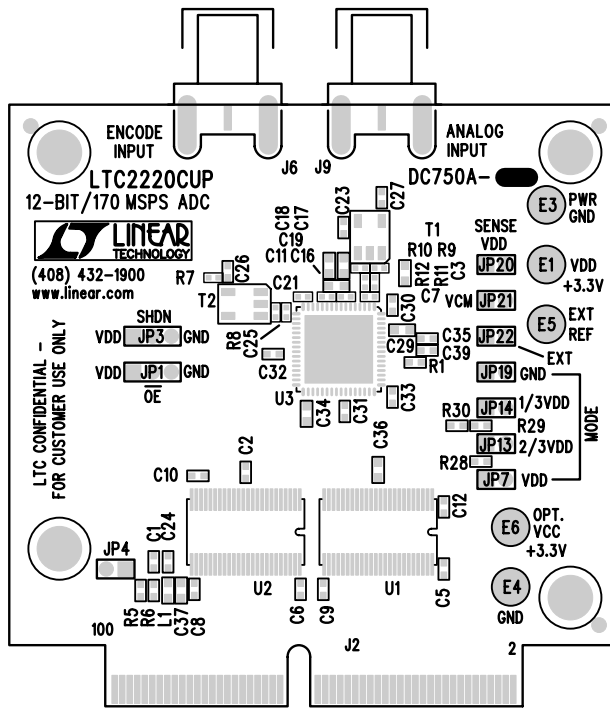 ENCODE
INPUT
ANALOG
INPUT
J6
J9
LTC2220CUP
12-BIT/170 MSPS ADC
DC750A-
LINEAR
TECHNOLOGY
(408) 432-1900
www.linear.com
E3
PWR
GND
E1
VDD
+3.3V
E5
EXT
REF
SENSE
VDD
JP20
VCM
JP21
JP22
EXT
JP19
GND
JP14
1/3VDD
R30
R29
JP13
2/3VDD
R28
JP7
VDD
MODE
E6
OPT.
VCC
+3.3V
E4
GND
C23
C27
C18
C17
C19
C11
C16
T1
R10
R9
R12
R11
C3
C7
R7
C26
T2
C21
R8
C25
C30
C29
C35
C39
R1
C32
U3
C34
C31
C33
C36
SHDN
VDD
JP3
GND
VDD
JP1
GND
OE
LTC CONFIDENTIAL -
FOR CUSTOMER USE ONLY
C10
C2
C12
JP4
C1
C24
U2
U1
C5
R5
R6
L1
C37
C8
C6
C9
100
J2
2